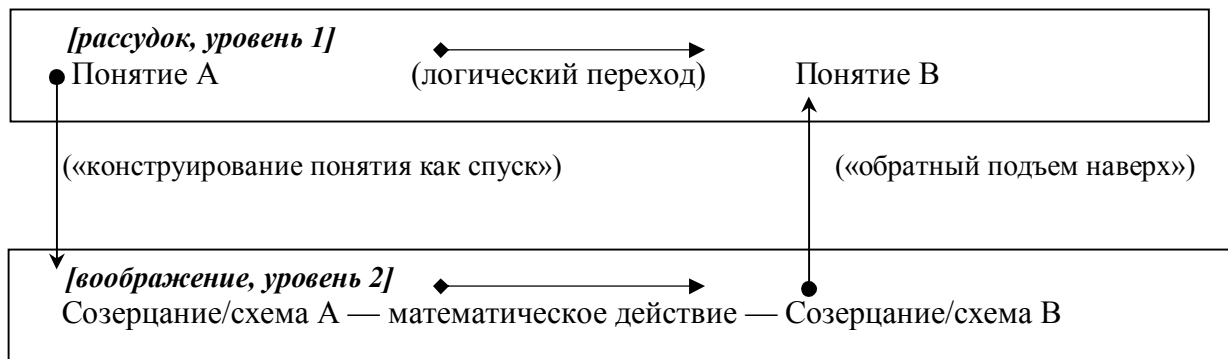 [рассудок, уровень 1]
Понятие А (логический переход) Понятие В
(«конструирование понятия как спуск») («обратный подъем наверх»)
[воображение, уровень 2]
Созерцание/схема А — математическое действие — Созерцание/схема В